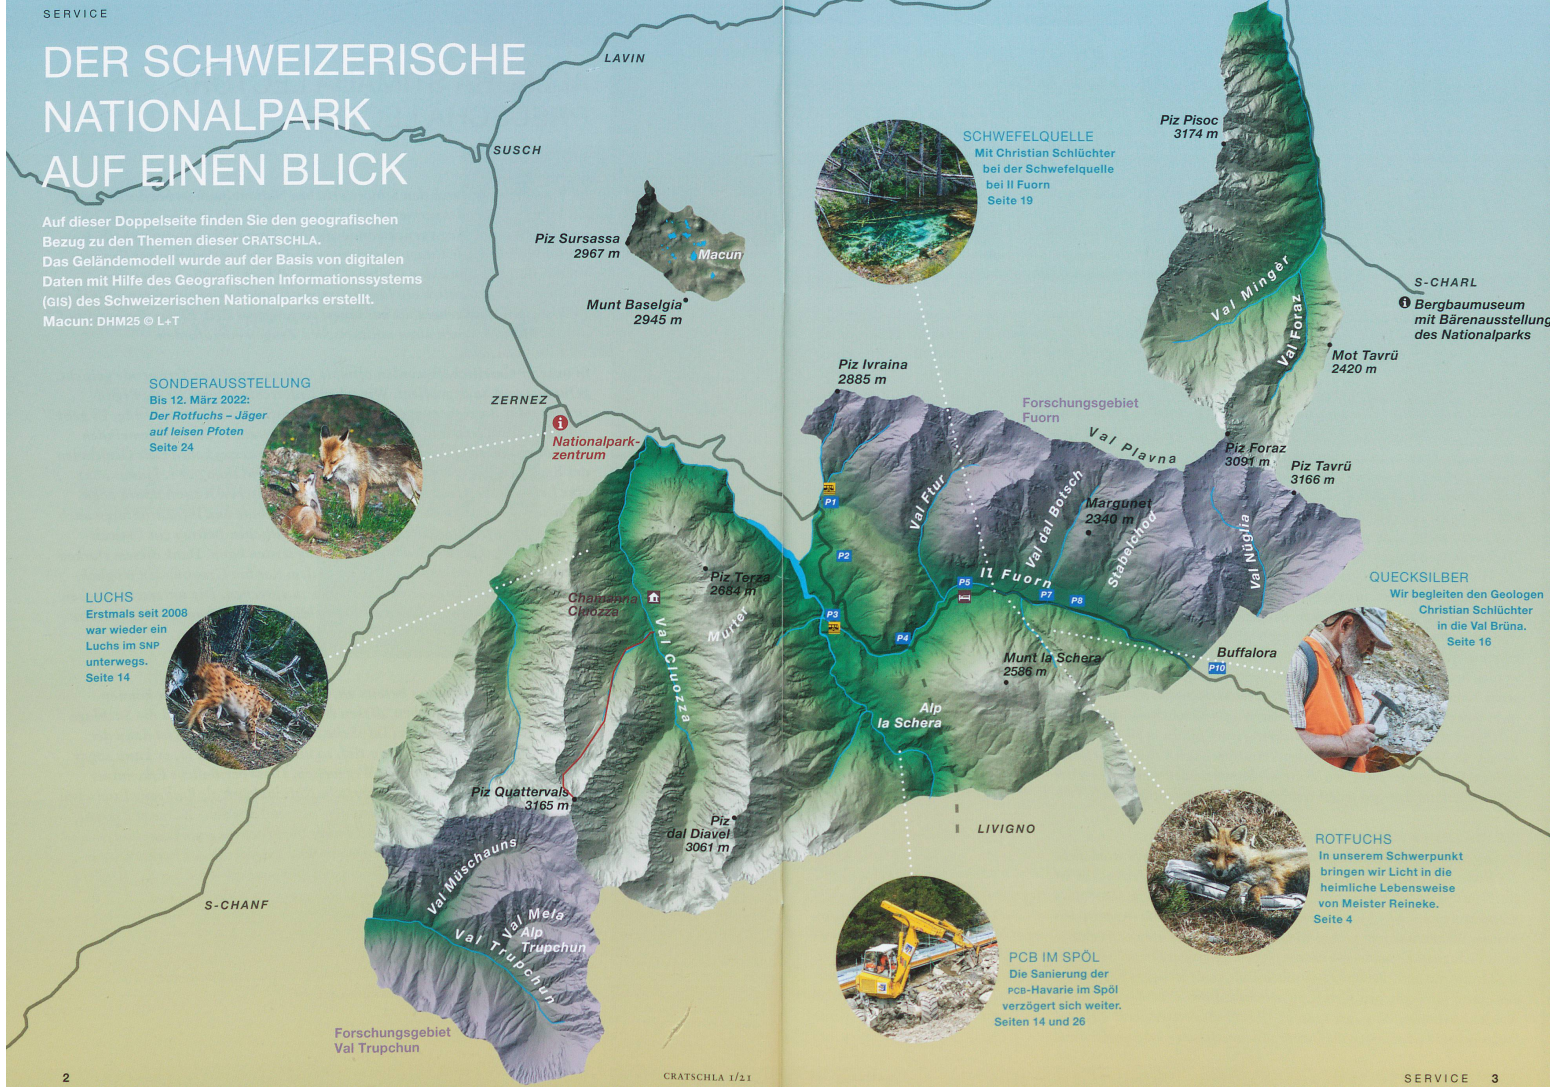 SERVICE
DER SCHWEIZERISCHE
NATIONALPARK
AUF EINEN BLICK
Auf dieser Doppelseite finden Sie den geografischen
Bezug zu den Themen dieser CRATSCHLA.
Das Geländemodell wurde auf der Basis von digitalen
Daten mit Hilfe des Geografischen Informationssystems
(GIS) des Schweizerischen Nationalparks erstellt.
Macun: DHM25 © L+T
LAVIN
SUSCH
Piz Sursassa
2967 m
Macun
Munt Baselgia
2945 m
SCHWEFELQUELLE
Mit Christian Schlüchter
bei der Schwefelquelle
bei Il Fuorn
Seite 19
Piz Pisoc
3174 m
Val Mingèr
Val Foraz
S-CHARL
Bergbaumuseum
mit Bärenausstellung
des Nationalparks
Mot Tavrü
2420 m
SONDERAUSSTELLUNG
Bis 12. März 2022:
Der Rotfuchs – Jäger
auf leisen Pfoten
Seite 24
ZERNEZ
Nationalpark-
zentrum
Piz Ivraina
2885 m
Forschungsgebiet
Fuorn
Val Plavna
Piz Foraz
3091 m
Piz Tavrü
3166 m
P1
Val Ftur
Val dal Botsch
Margunet
2340 m
Stabelchod
Val Nüglia
P2
Il Fuorn
P5
P7
P8
P3
P4
P10
Piz Terza
2684 m
Chamanna
Cluozza
Murter
Val Cluozza
LUCHS
Erstmals seit 2008
war wieder ein
Luchs im SNP
unterwegs.
Seite 14
QUECKSILBER
Wir begleiten den Geologen
Christian Schlüchter
in die Val Brüna.
Seite 16
Buffalora
Munt la Schera
2586 m
Alp
la Schera
Piz Quattervals
3165 m
Piz
dal Diavel
3061 m
LIVIGNO
Val Müschauns
Val Mela
Alp
Trupchun
Val Trupchun
S-CHANF
Forschungsgebiet
Val Trupchun
ROTFUCHS
In unserem Schwerpunkt
bringen wir Licht in die
heimliche Lebensweise
von Meister Reineke.
Seite 4
PCB IM SPÖL
Die Sanierung der
PCB-Havarie im Spöl
verzögert sich weiter.
Seiten 14 und 26
2
CRATSCHLA 1/21
SERVICE 3